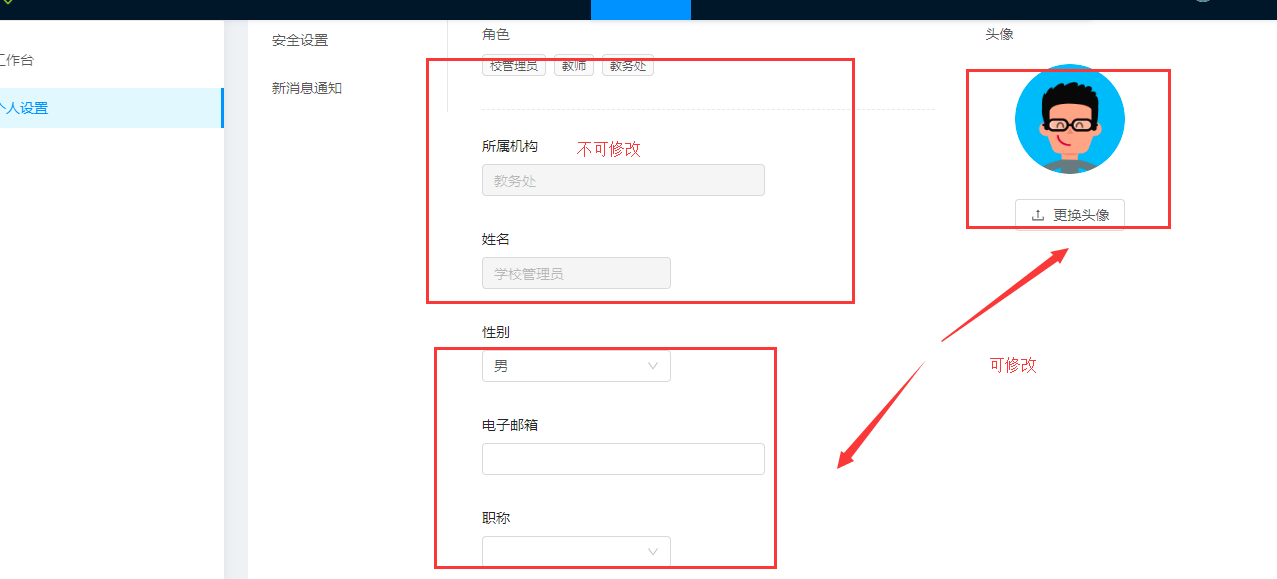 工作台
个人设置
安全设置
新消息通知
角色
校管理员 教师 教务处
所属机构 不可修改
教务处
姓名
学校管理员
性别
男
电子邮箱
职称
头像
更换头像
可修改